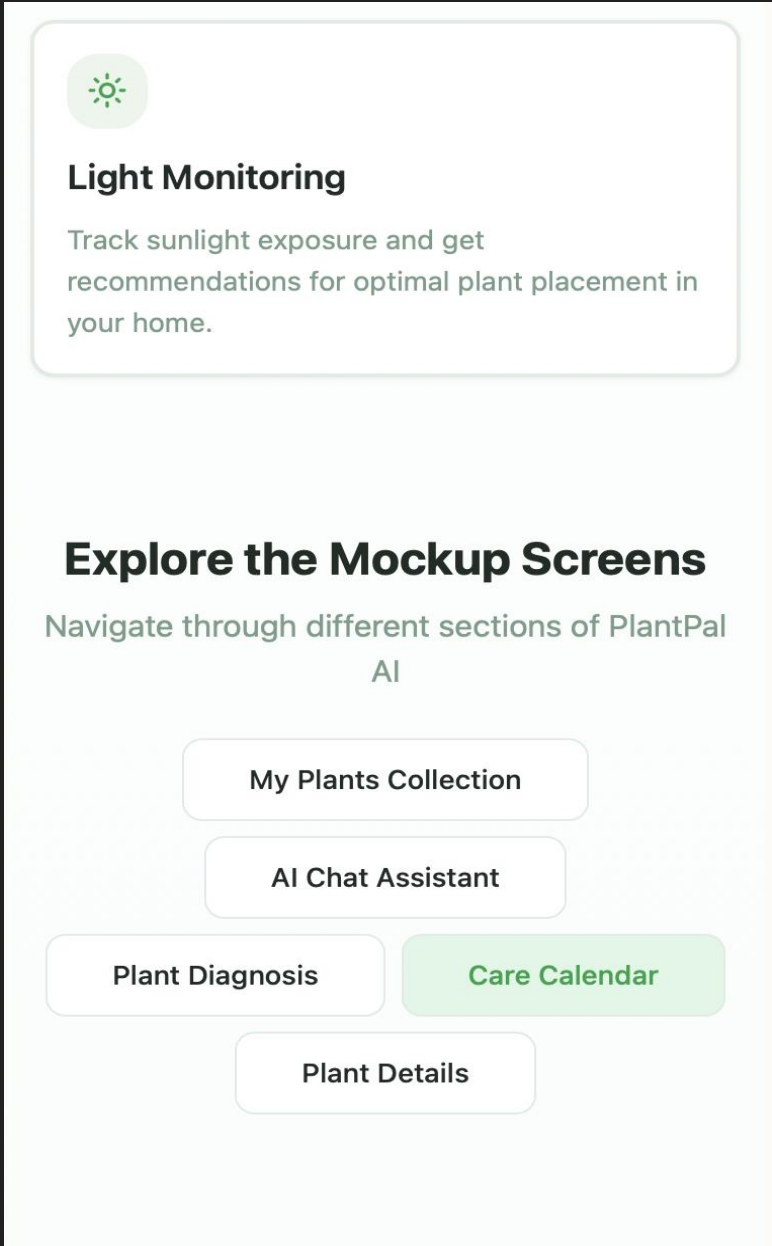 Light Monitoring
Track sunlight exposure and get
recommendations for optimal plant placement in
your home.
Explore the Mockup Screens
Navigate through different sections of PlantPal
AI
My Plants Collection
AI Chat Assistant
Plant Diagnosis
Care Calendar
Plant Details